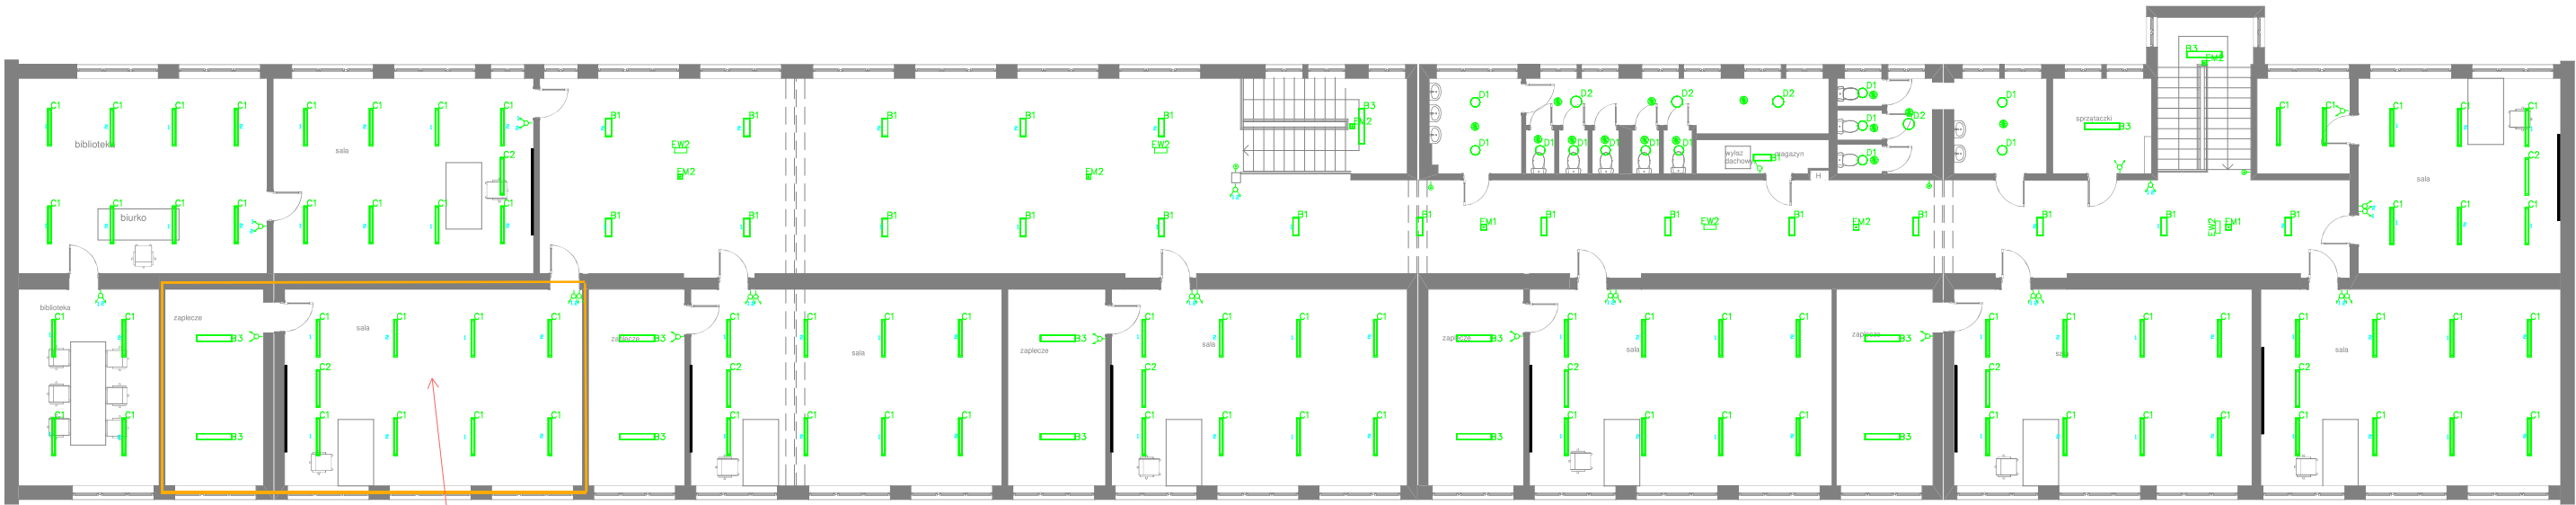 B3
EM2
C1 C1 C1 C1
C1 C1 C1 C1
B1 B1 B1 B1 B1
B3
EM2
D1
D2
D2
D2
D1
D1
C1 C1
C1 C1 C1
biblioteka
sala
C2
EW2
EW2
D1
D1 D1 D1 D1 D1
wyłaz
dachowy
B1
magazyn
D2
D1
D1
D1
sprzątaczki
B3
C2
EM2
EM2
H
sala
C1 C1 C1 C1
biurko
C1 C1 C1 C1
B1 B1 B1 B1 B1
B1 B1
EM1
B1 B1
EW2
B1
EM2
B1
B1 B1
EW2
EM1
B1
C1 C1 C1
biblioteka
zaplecze
sala
C1 C1
C1 C1 C1 C1
C1 C1 C1 C1
C1 C1 C1 C1
C1 C1 C1 C1
C1 C1 C1 C1
C1 C1 C1 C1
B3
zaplecze
B3
sala
zaplecze
B3
sala
zaplecze
B3
sala
zaplecze
B3
sala
sala
C2
C2
C2
C2
C2
C2
C1 C1
C1 C1 C1 C1
C1 C1 C1 C1
C1 C1 C1 C1
C1 C1 C1 C1
C1 C1 C1 C1
C1 C1 C1 C1
B3
B3
B3
B3
B3